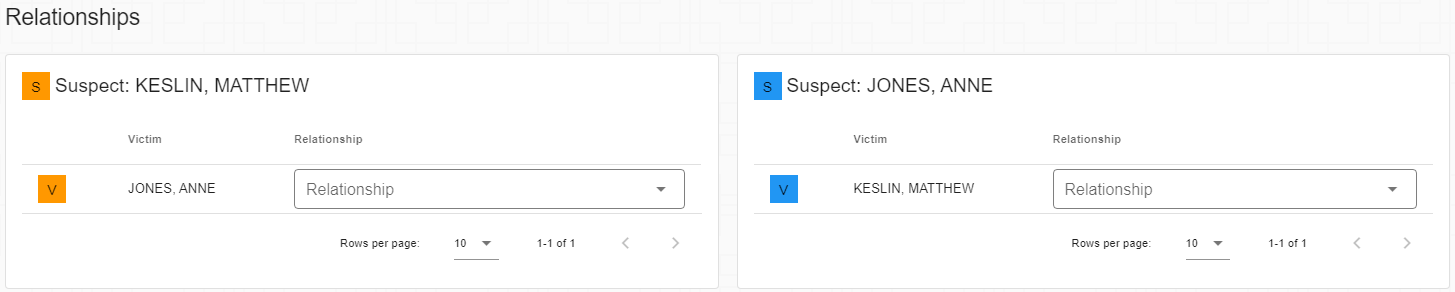 Relationships
S Suspect: KESLIN, MATTHEW
Victim Relationship
V JONES, ANNE Relationship
Rows per page: 10 1-1 of 1
S Suspect: JONES, ANNE
Victim Relationship
V KESLIN, MATTHEW Relationship
Rows per page: 10 1-1 of 1